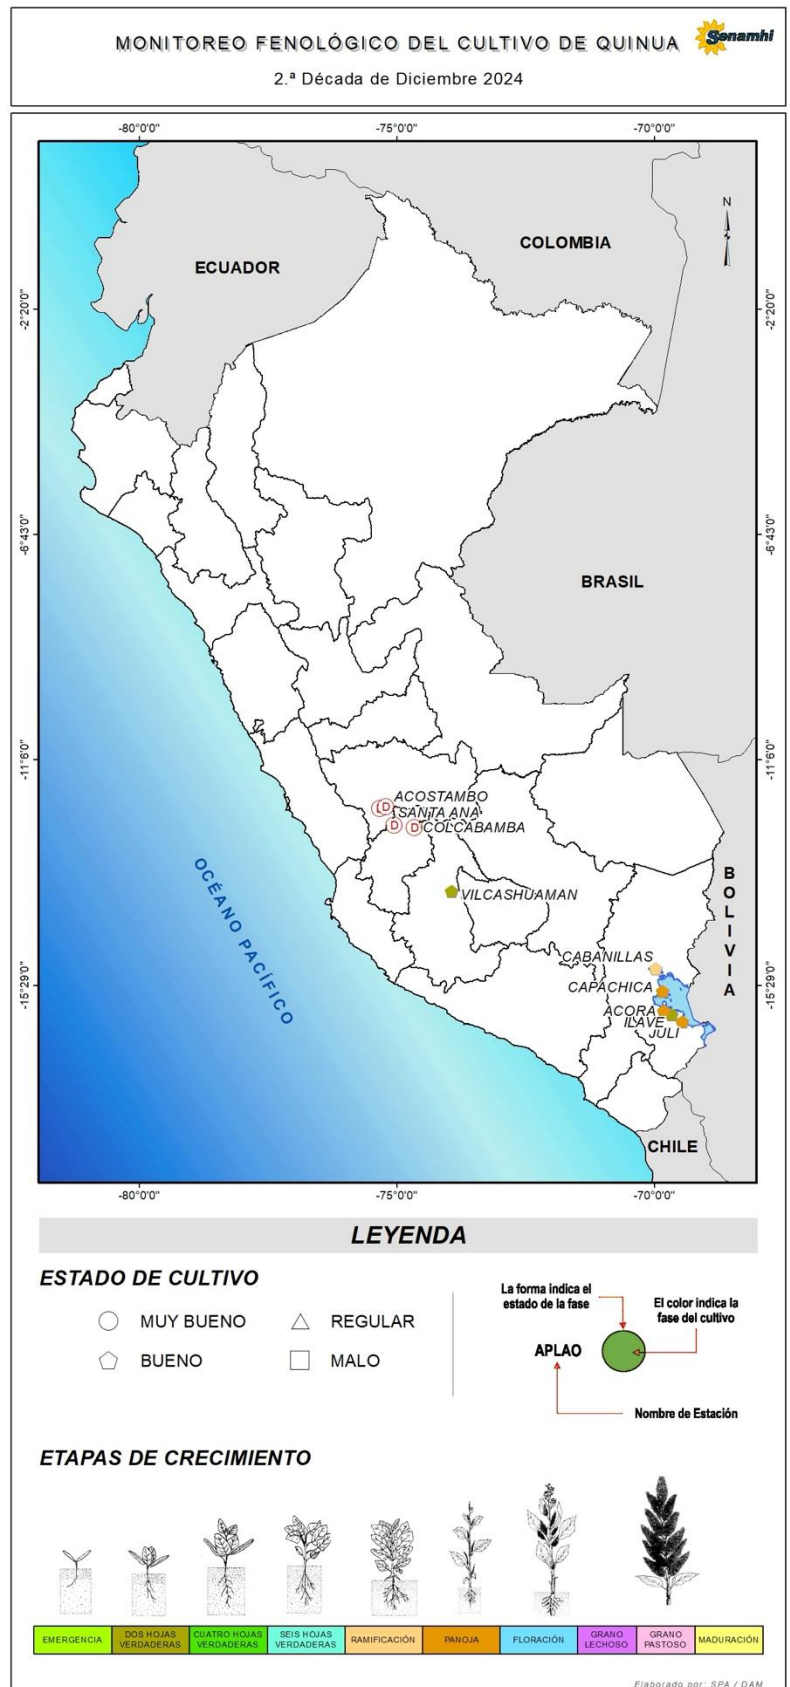 MONITOREO FENOLÓGICO DEL CULTIVO DE QUINUA
Senamhi
2.ª Década de Diciembre 2024
-80°0'0" -75°0'0" -70°0'0"
N
COLOMBIA
ECUADOR
-2°20'0" -2°20'0"
-6°43'0" -6°43'0"
BRASIL
-11°6'0" -11°6'0"
ACOSTAMBO
D
SANTA ANA
D D COLCABAMBA
BOLIVIA
OCÉANO PACÍFICO
VILCASHUAMAN
CABANILLAS
-15°29'0" -15°29'0"
CAPACHICA
ACORA
ILAVE
JULI
CHILE
-80°0'0" -75°0'0" -70°0'0"
LEYENDA
ESTADO DE CULTIVO
MUY BUENO REGULAR
BUENO MALO
La forma indica el
estado de la fase
El color indica la
fase del cultivo
APLAO
Nombre de Estación
ETAPAS DE CRECIMIENTO
EMERGENCIA
DOS HOJAS
VERDADERAS
CUATRO HOJAS
VERDADERAS
SEIS HOJAS
VERDADERAS
RAMIFICACIÓN
PANOJA
FLORACIÓN
GRANO
LECHOSO
GRANO
PASTOSO
MADURACIÓN
Elaborado por: SPA / DAM